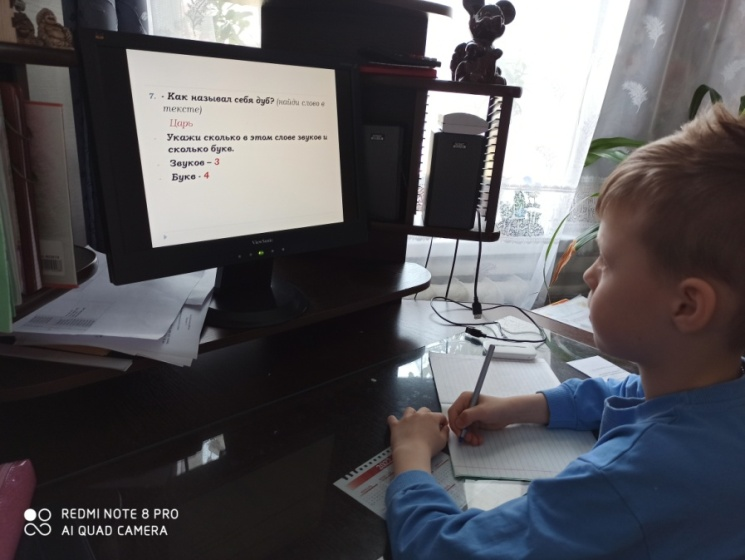 7. - Как называл себя дуб? (найди слова в
тексте)
Царь
Укажи сколько в этом слове звуков и
сколько букв.
Звуков – 3
Букв - 4
ViewSonic
REDMI NOTE 8 PRO
AI QUAD CAMERA